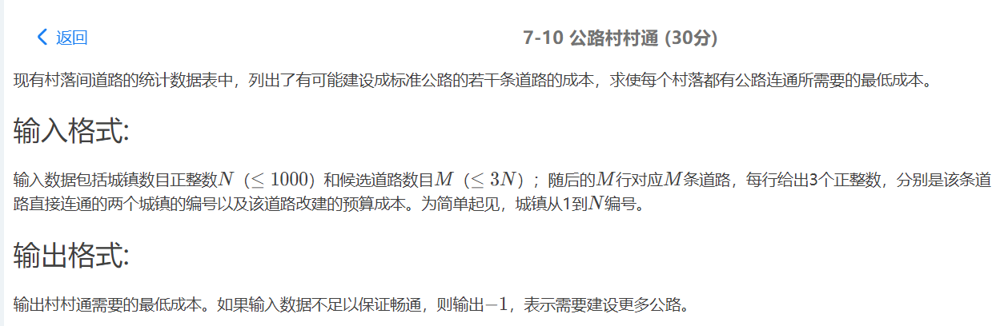 返回
7-10 公路村村通 (30分)
现有村落间道路的统计数据表中，列出了有可能建设成标准公路的若干条道路的成本，求使每个村落都有公路连通所需要的最低成本。
输入格式:
输入数据包括城镇数目正整数N（≤1000）和候选道路数目M（≤3N）；随后的M行对应M条道路，每行给出3个正整数，分别是该条道
路直接连通的两个城镇的编号以及该道路改建的预算成本。为简单起见，城镇从1到N编号。
输出格式:
输出村村通需要的最低成本。如果输入数据不足以保证畅通，则输出−1，表示需要建设更多公路。